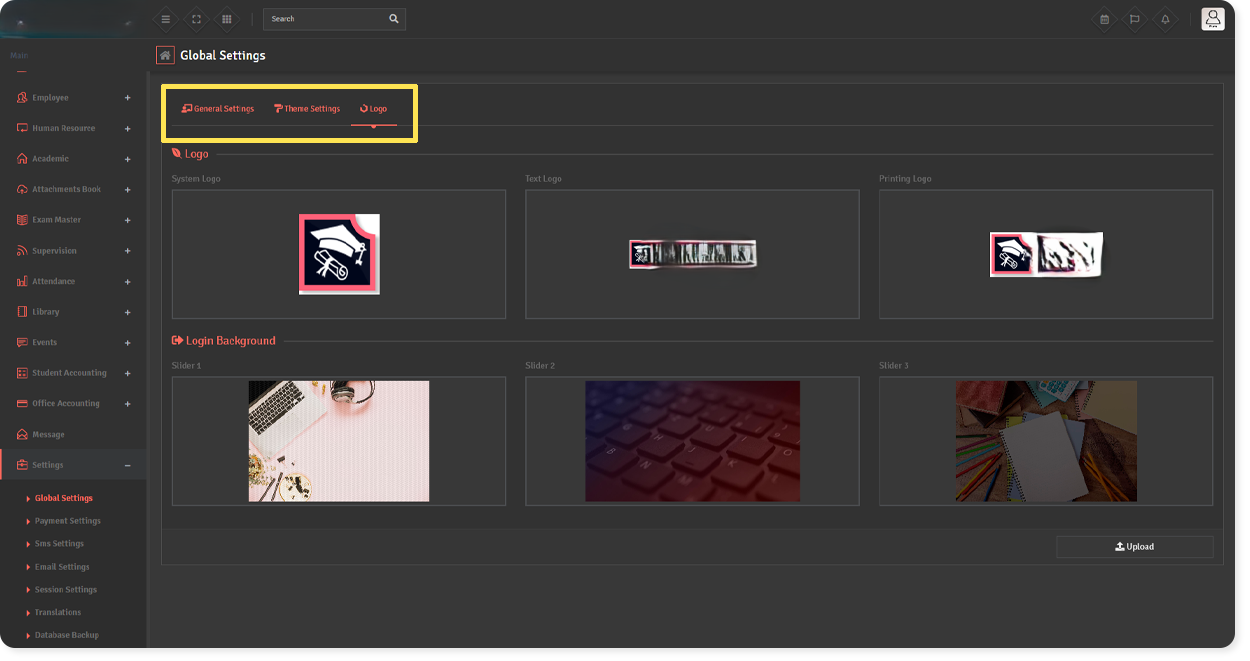 Search
Main
Global Settings
Employee
Human Resource
Academic
Attachments Book
Exam Master
Supervision
Attendance
Library
Events
Student Accounting
Office Accounting
Message
Settings
Global Settings
Payment Settings
Sms Settings
Email Settings
Session Settings
Translations
Database Backup
General Settings Theme Settings Logo
Logo
System Logo Text Logo Printing Logo
Login Background
Slider 1 Slider 2 Slider 3
Upload